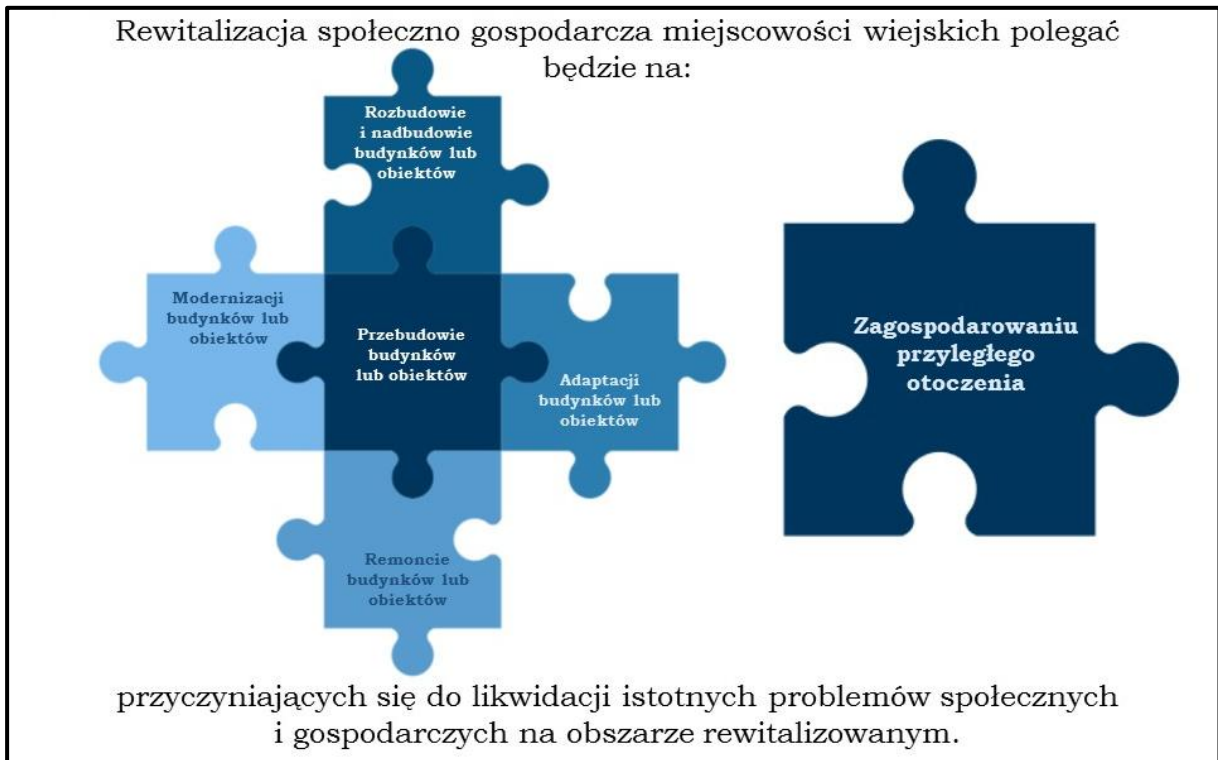 Rewitalizacja społeczno gospodarcza miejscowości wiejskich polegać
będzie na:
Rozbudowie
i nadbudowie
budynków lub
obiektów
Modernizacji
budynków lub
obiektów
Przebudowie
budynków
lub obiektów
Adaptacji
budynków lub
obiektów
Remoncie
budynków lub
obiektów
Zagospodarowaniu
przyległego
otoczenia
przyczyniających się do likwidacji istotnych problemów społecznych
i gospodarczych na obszarze rewitalizowanym.